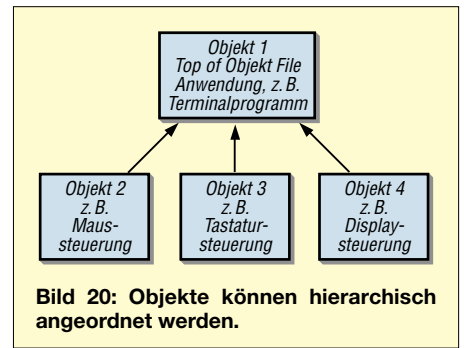 Objekt 1
Top of Objekt File
Anwendung, z. B.
Terminalprogramm
Objekt 2
z. B.
Maus-
steuerung
Objekt 3
z. B.
Tastatur-
steuerung
Objekt 4
z. B.
Display-
steuerung
Bild 20: Objekte können hierarchisch
angeordnet werden.